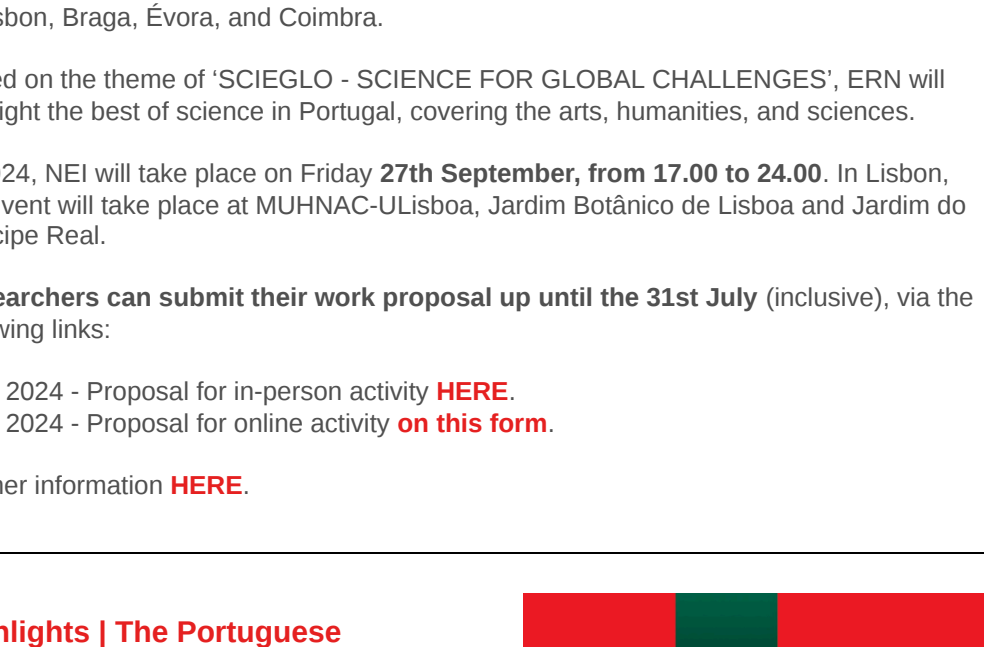 sbon, Braga, Évora, and Coimbra.
ed on the theme of ‘SCIEGLO - SCIENCE FOR GLOBAL CHALLENGES’, ERN will
ight the best of science in Portugal, covering the arts, humanities, and sciences.
24, NEI will take place on Friday 27th September, from 17.00 to 24.00. In Lisbon,
vent will take place at MUHNAC-ULisboa, Jardim Botânico de Lisboa and Jardim do
cipe Real.
earchers can submit their work proposal up until the 31st July (inclusive), via the
wing links:
2024 - Proposal for in-person activity HERE.
2024 - Proposal for online activity on this form.
her information HERE.
hlights | The Portuguese